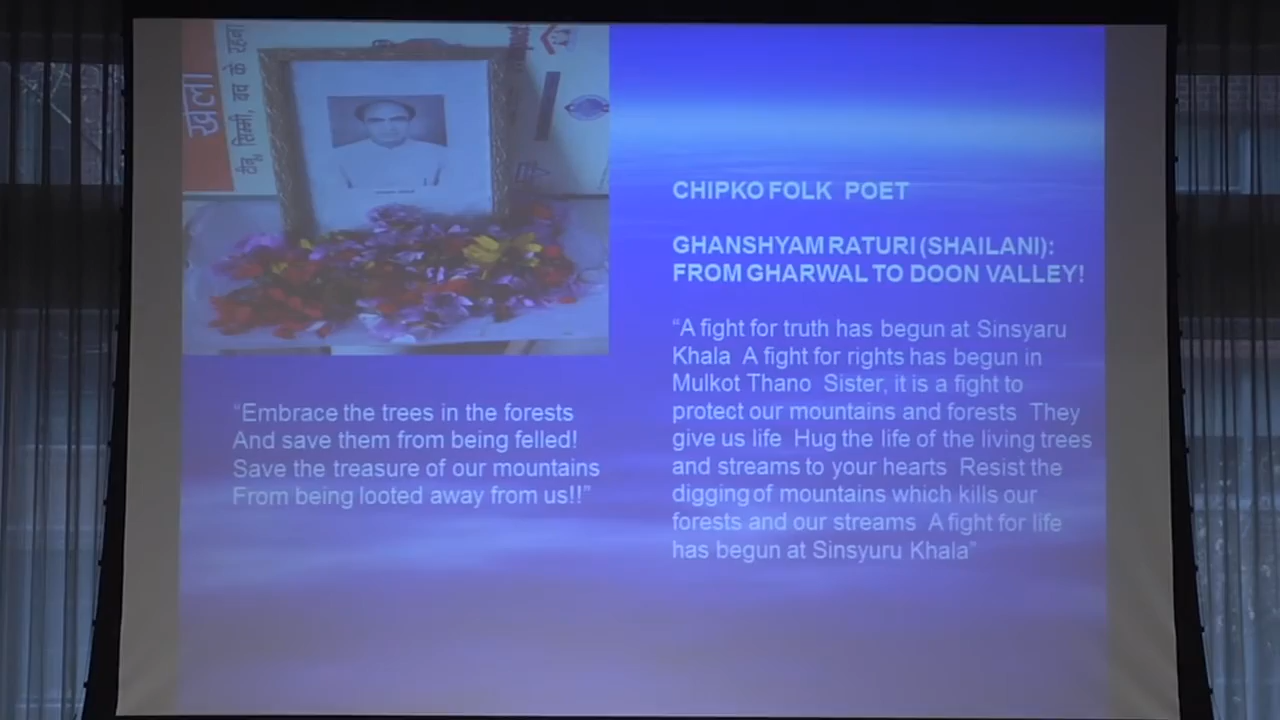 खेला
“Embrace the trees in the forests
And save them from being felled!
Save the treasure of our mountains
From being looted away from us!!”
CHIPKO FOLK POET
GHANSHYAM RATURI (SHAILANI):
FROM GHARWAL TO DOON VALLEY!
“A fight for truth has begun at Sinsyaru
Khala A fight for rights has begun in
Mulkot Thano Sister, it is a fight to
protect our mountains and forests They
give us life Hug the life of the living trees
and streams to your hearts Resist the
digging of mountains which kills our
forests and our streams A fight for life
has begun at Sinsyuru Khala”